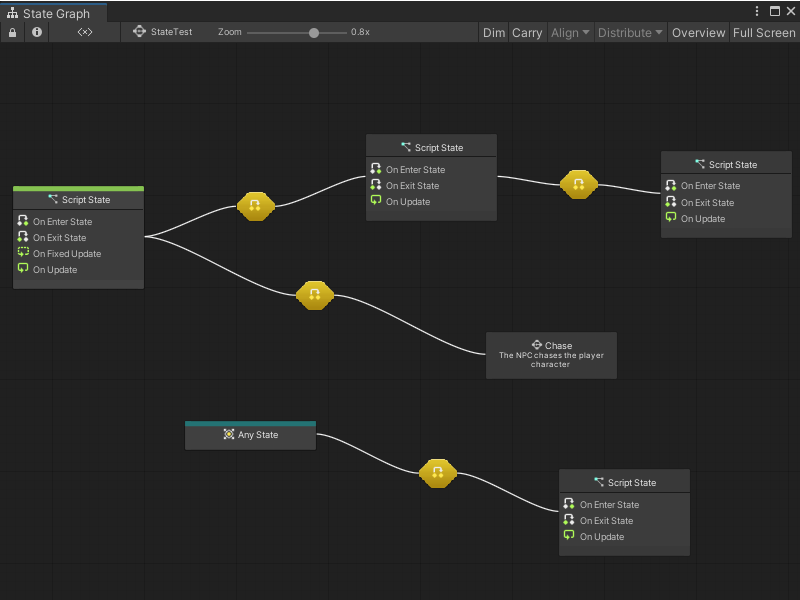 State Graph
StateTest
Zoom
0.8x
Dim
Carry
Align
Distribute
Overview
Full Screen
Script State
On Enter State
On Exit State
On Fixed Update
On Update
Script State
On Enter State
On Exit State
On Update
Script State
On Enter State
On Exit State
On Update
Chase
The NPC chases the player
character
Any State
Script State
On Enter State
On Exit State
On Update